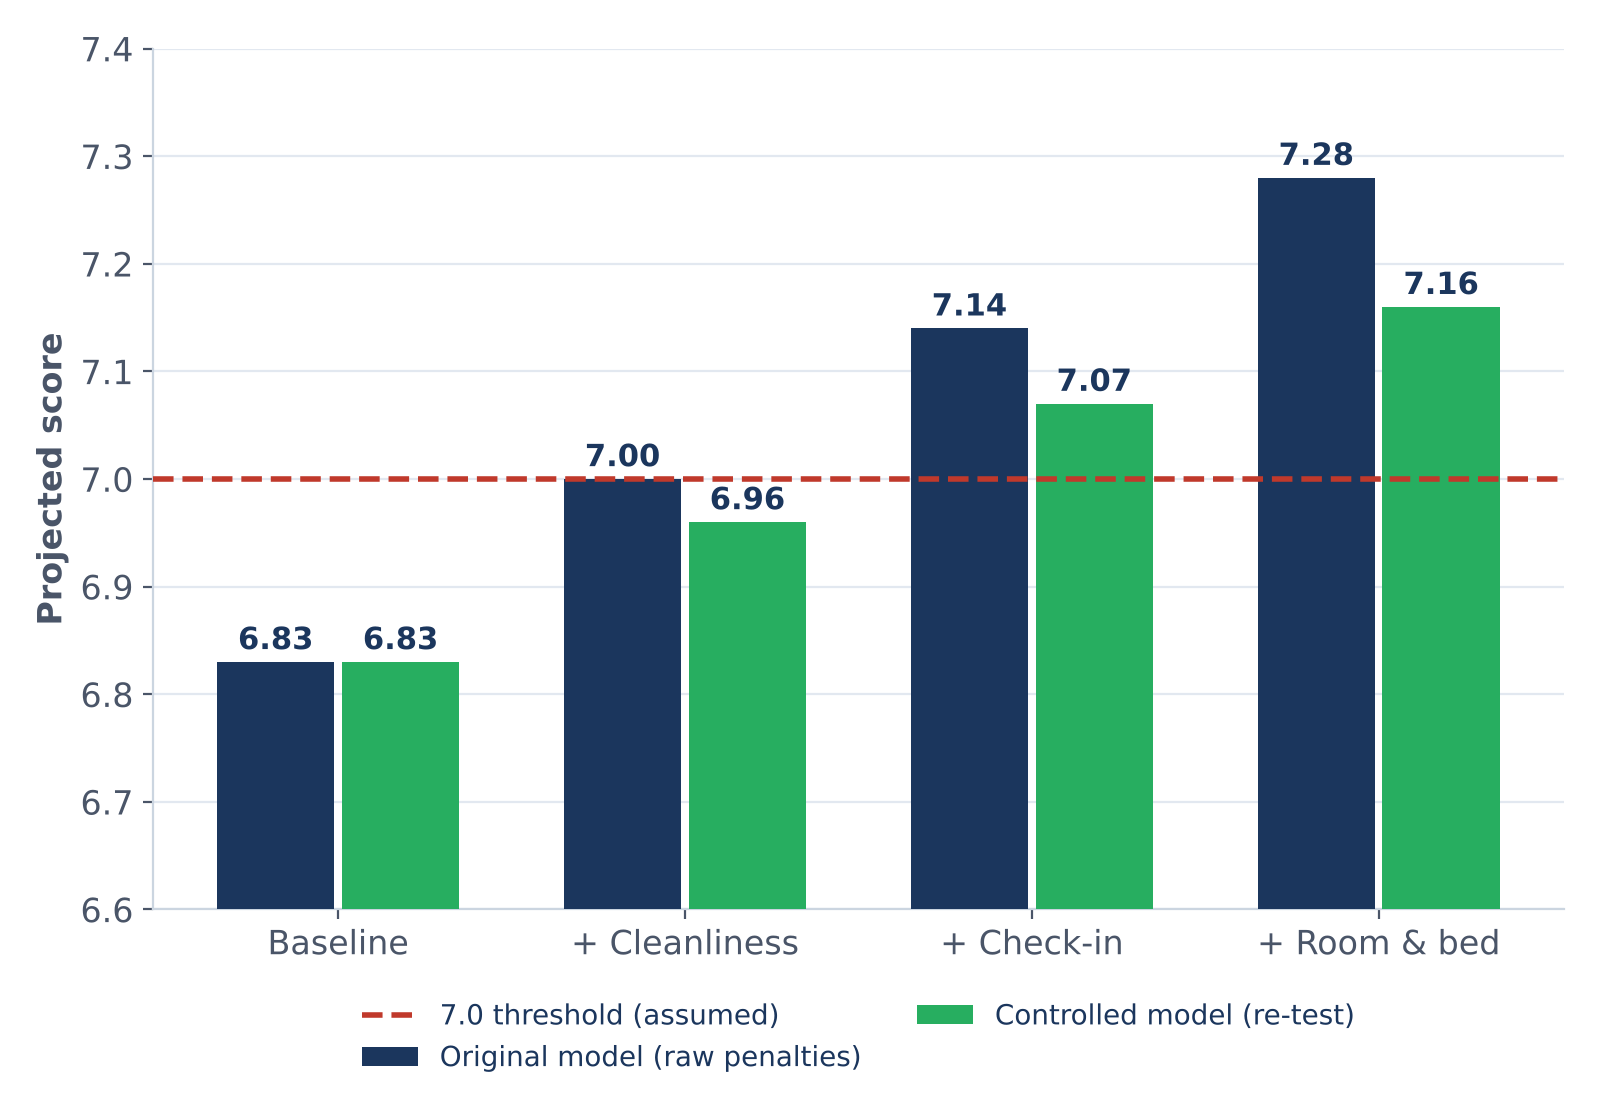 7.4
7.3
7.2
7.1
7.0
6.9
6.8
6.7
6.6
Projected score
6.83
6.83
7.00
6.96
7.14
7.07
7.28
7.16
Baseline
+ Cleanliness
+ Check-in
+ Room & bed
7.0 threshold (assumed)
Original model (raw penalties)
Controlled model (re-test)